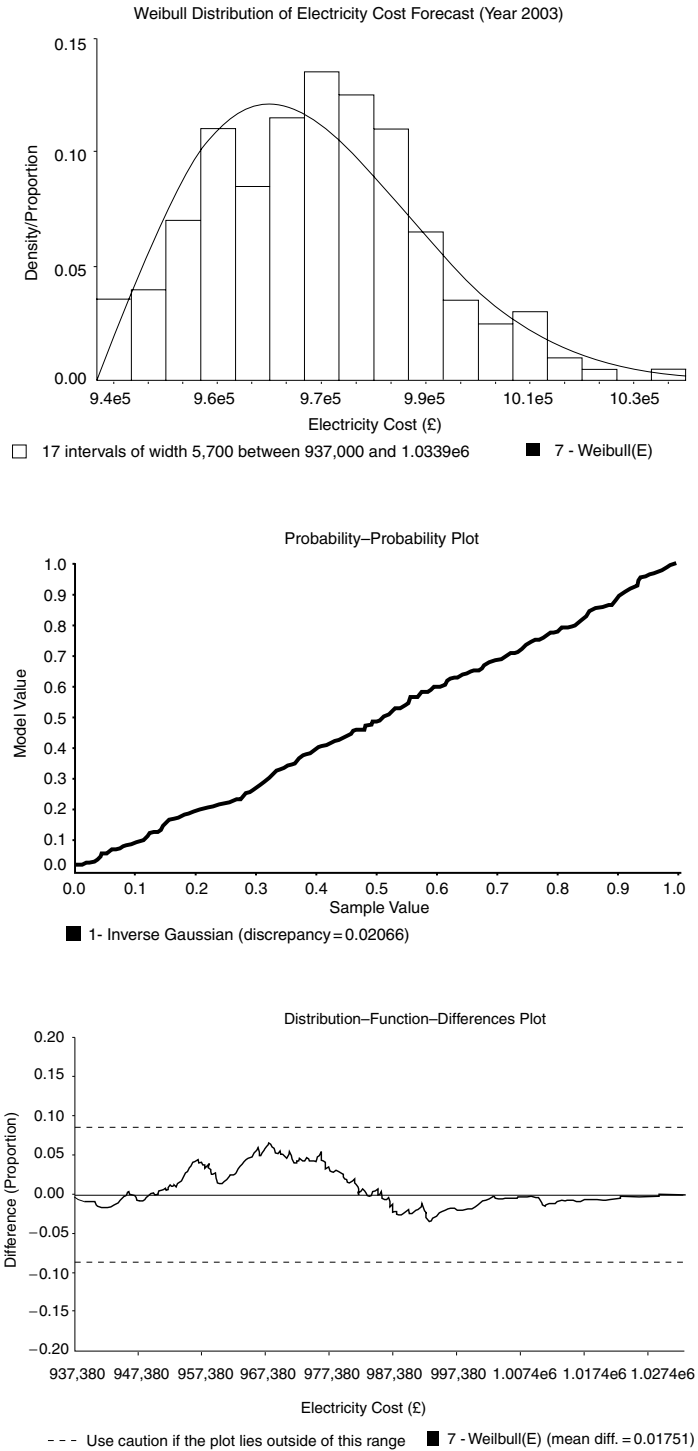 Weibull Distribution of Electricity Cost Forecast (Year 2003)
0.15
0.10
0.05
0.00
Density/Proportion
9.4e5 9.6e5 9.7e5 9.9e5 10.1e5 10.3e5
Electricity Cost (£)
17 intervals of width 5,700 between 937,000 and 1.0339e6 7 - Weibull(E)
Probability–Probability Plot
1.0
0.9
0.8
0.7
0.6
0.5
0.4
0.3
0.2
0.1
0.0
Model Value
0.0 0.1 0.2 0.3 0.4 0.5 0.6 0.7 0.8 0.9 1.0
Sample Value
1- Inverse Gaussian (discrepancy=0.02066)
Distribution–Function–Differences Plot
0.20
0.15
0.10
0.05
0.00
−0.05
−0.10
−0.15
−0.20
Difference (Proportion)
937,380 947,380 957,380 967,380 977,380 987,380 997,380 1.0074e6 1.0174e6 1.0274e6
Electricity Cost (£)
Use caution if the plot lies outside of this range 7 - Weilbull(E) (mean diff. = 0.01751)